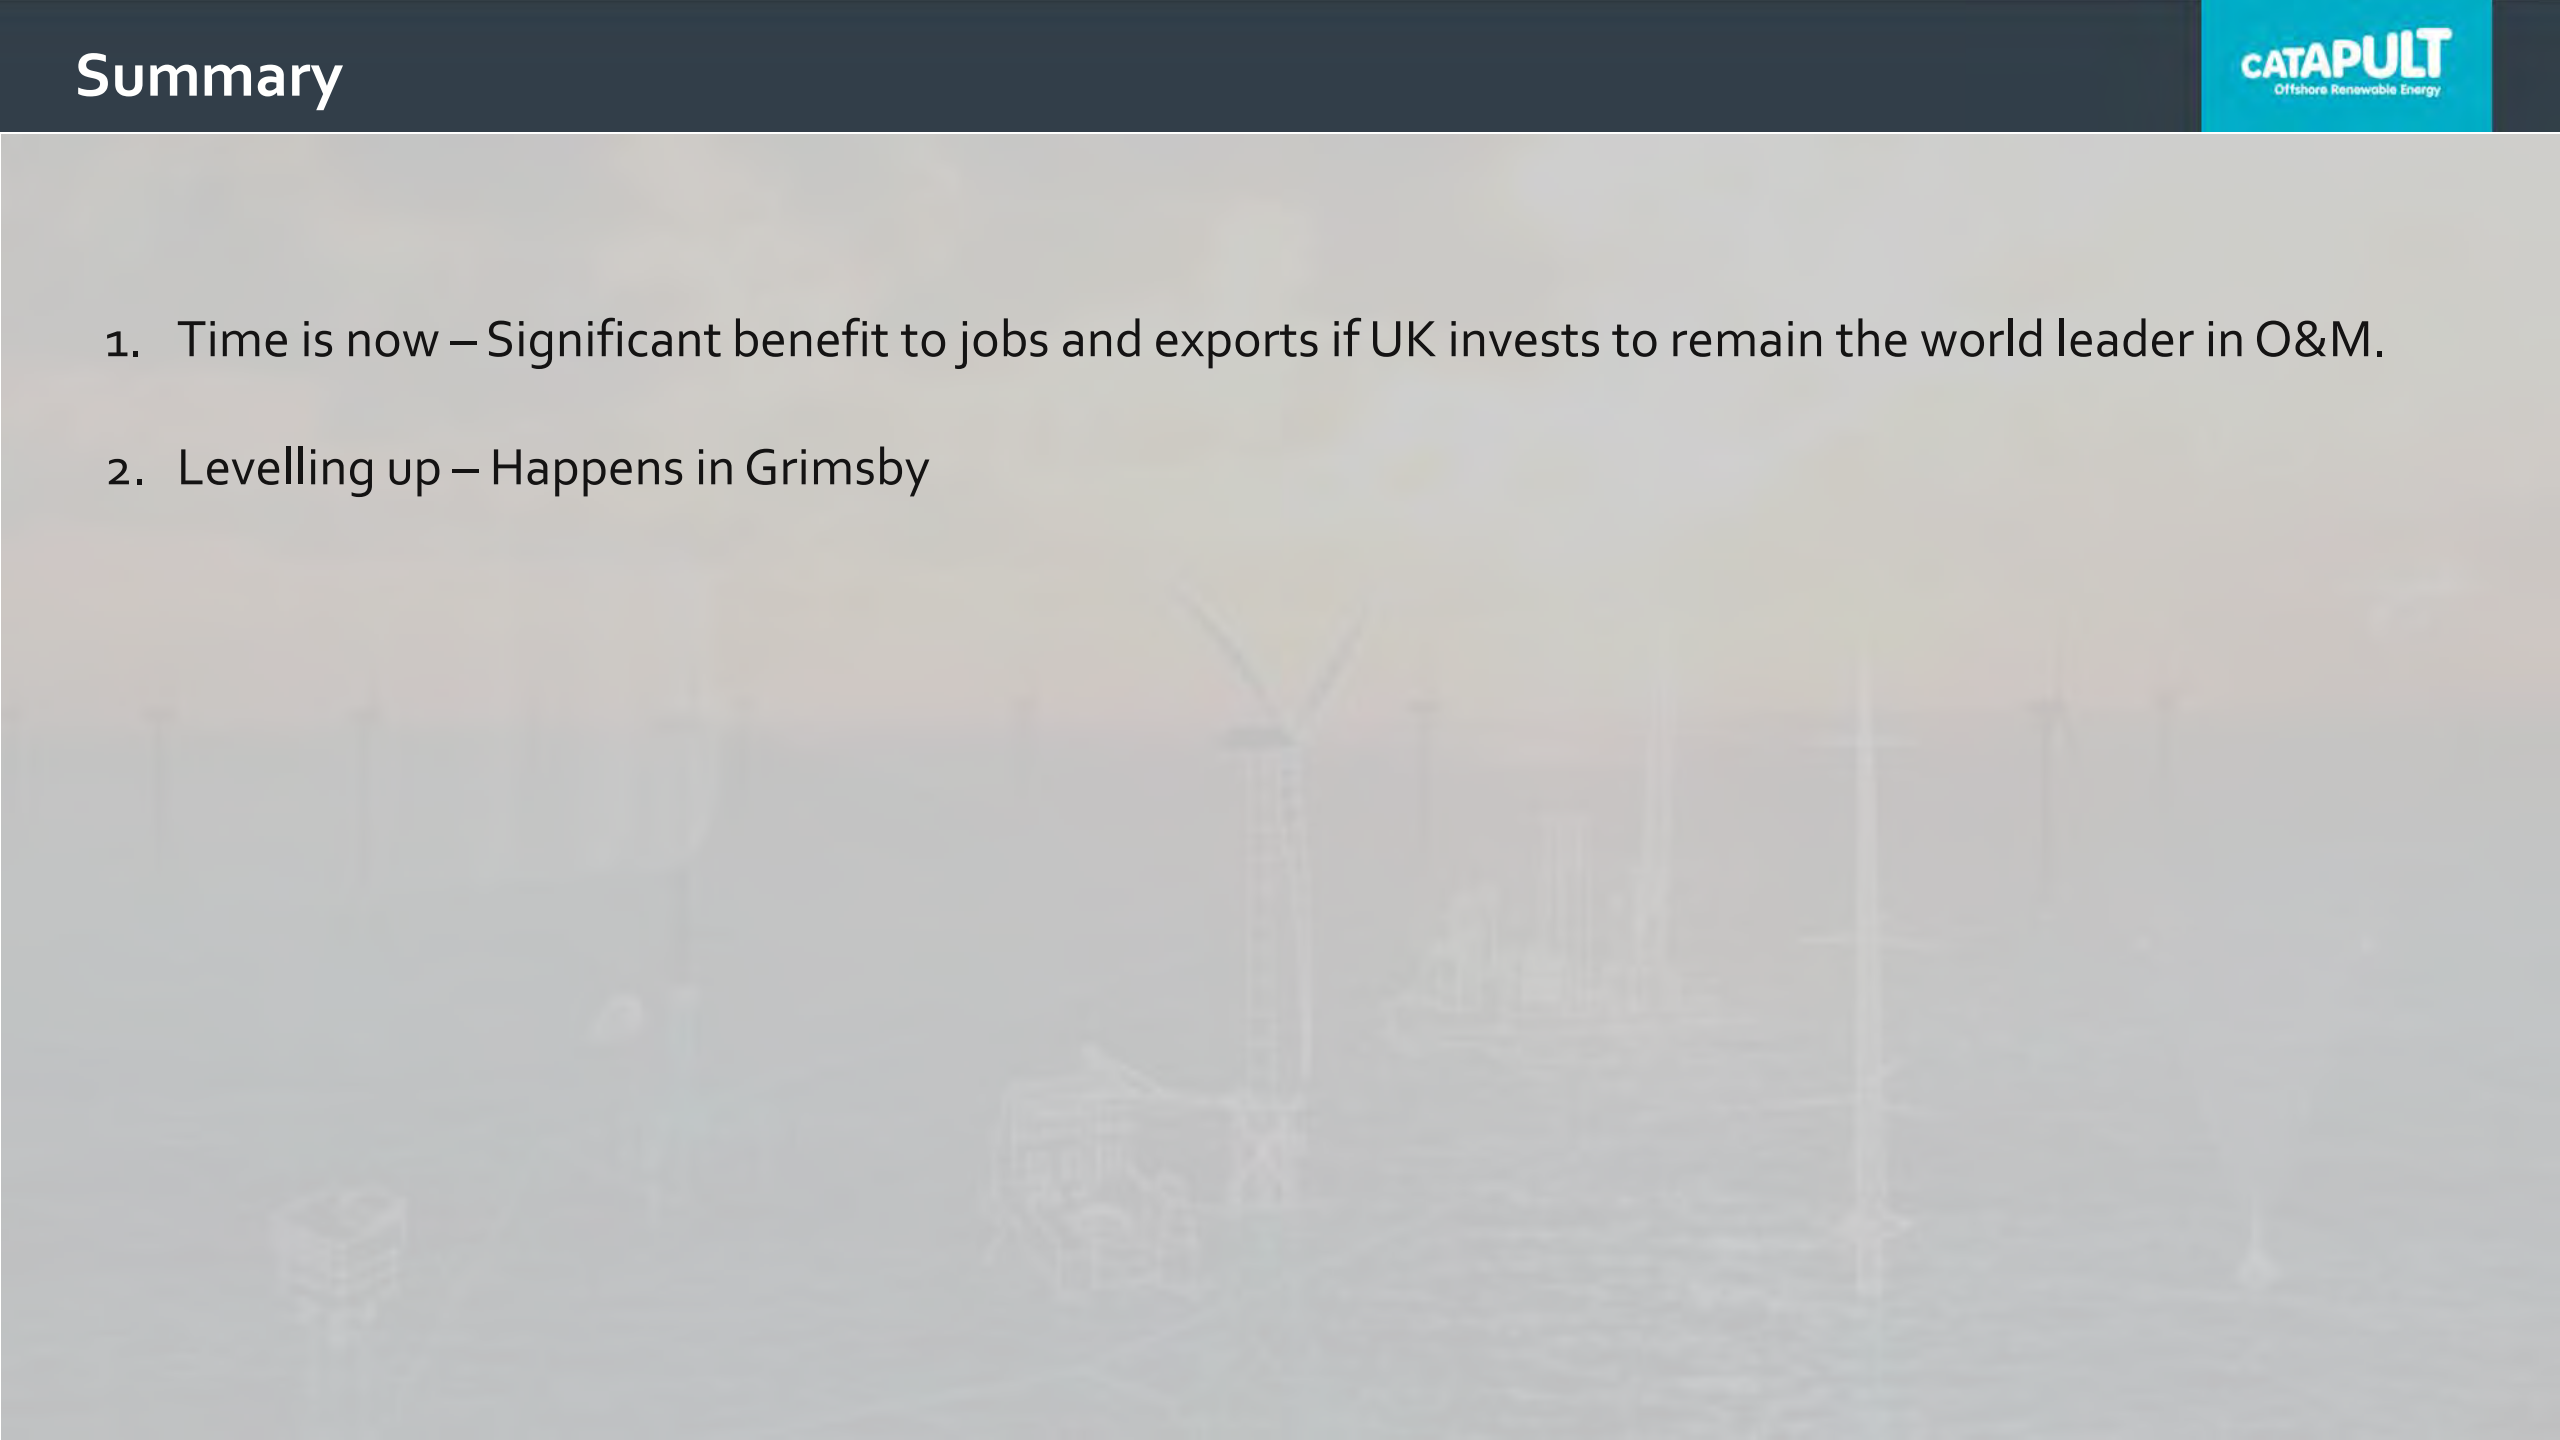 Summary
CATAPULT
Offshore Renewable Energy
1. Time is now – Significant benefit to jobs and exports if UK invests to remain the world leader in O&M.
2. Levelling up – Happens in Grimsby